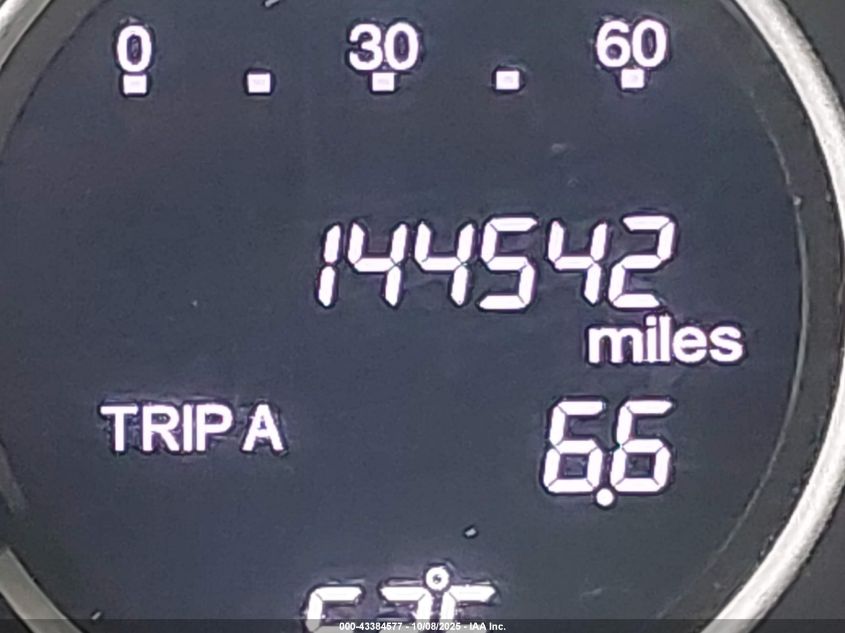 0 30 60
144542
miles
TRIP A 6.6
000-43384577 - 10/08/2025 - IAA Inc.